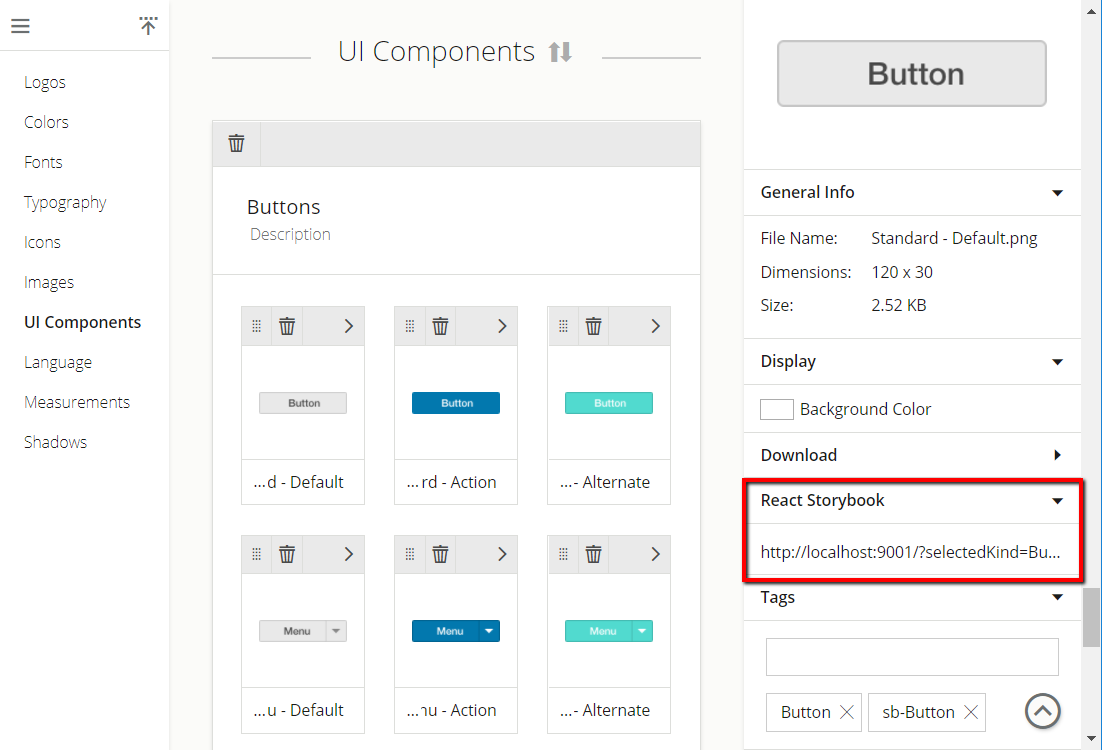 Logos
Colors
Fonts
Typography
Icons
Images
UI Components
Language
Measurements
Shadows
UI Components
Buttons
Description
Button
Button
Button
...d - Default
...rd - Action
...- Alternate
Menu
Menu
Menu
...u - Default
...nu - Action
...- Alternate
Button
General Info
File Name: Standard - Default.png
Dimensions: 120 x 30
Size: 2.52 KB
Display
Background Color
Download
React Storybook
http://localhost:9001/?selectedKind=Bu...
Tags
Button
sb-Button